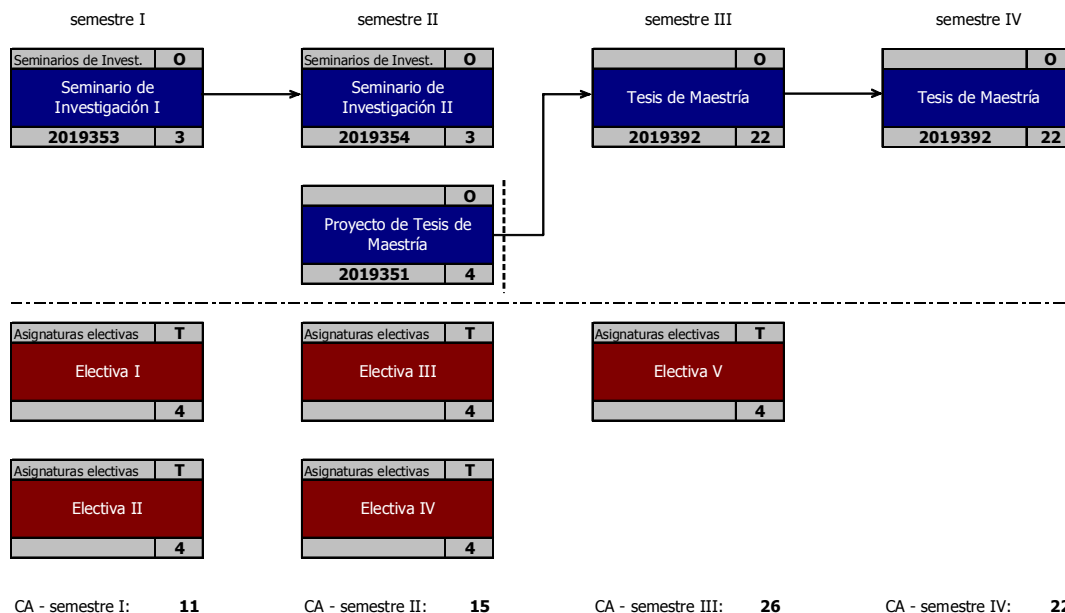 semestre I
semestre II
semestre III
semestre IV
Seminarios de Invest. O
Seminario de
Investigación I
2019353 3
Seminarios de Invest. O
Seminario de
Investigación II
2019354 3
O
Tesis de Maestría
2019392 22
O
Tesis de Maestría
2019392 22
O
Proyecto de Tesis de
Maestría
2019351 4
Asignaturas electivas T
Electiva I
4
Asignaturas electivas T
Electiva III
4
Asignaturas electivas T
Electiva V
4
Asignaturas electivas T
Electiva II
4
Asignaturas electivas T
Electiva IV
4
CA - semestre I: 11
CA - semestre II: 15
CA - semestre III: 26
CA - semestre IV: 22